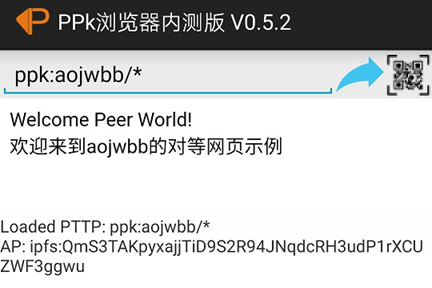 PPk浏览器内测版 V0.5.2
ppk:aojwbb/*
Welcome Peer World!
欢迎来到aojwbb的对等网页示例
Loaded PTTP: ppk:aojwbb/*
AP: ipfs:QmS3TAKpyxajjTiD9S2R94JNqdcRH3udP1rXCU
ZWF3ggwu